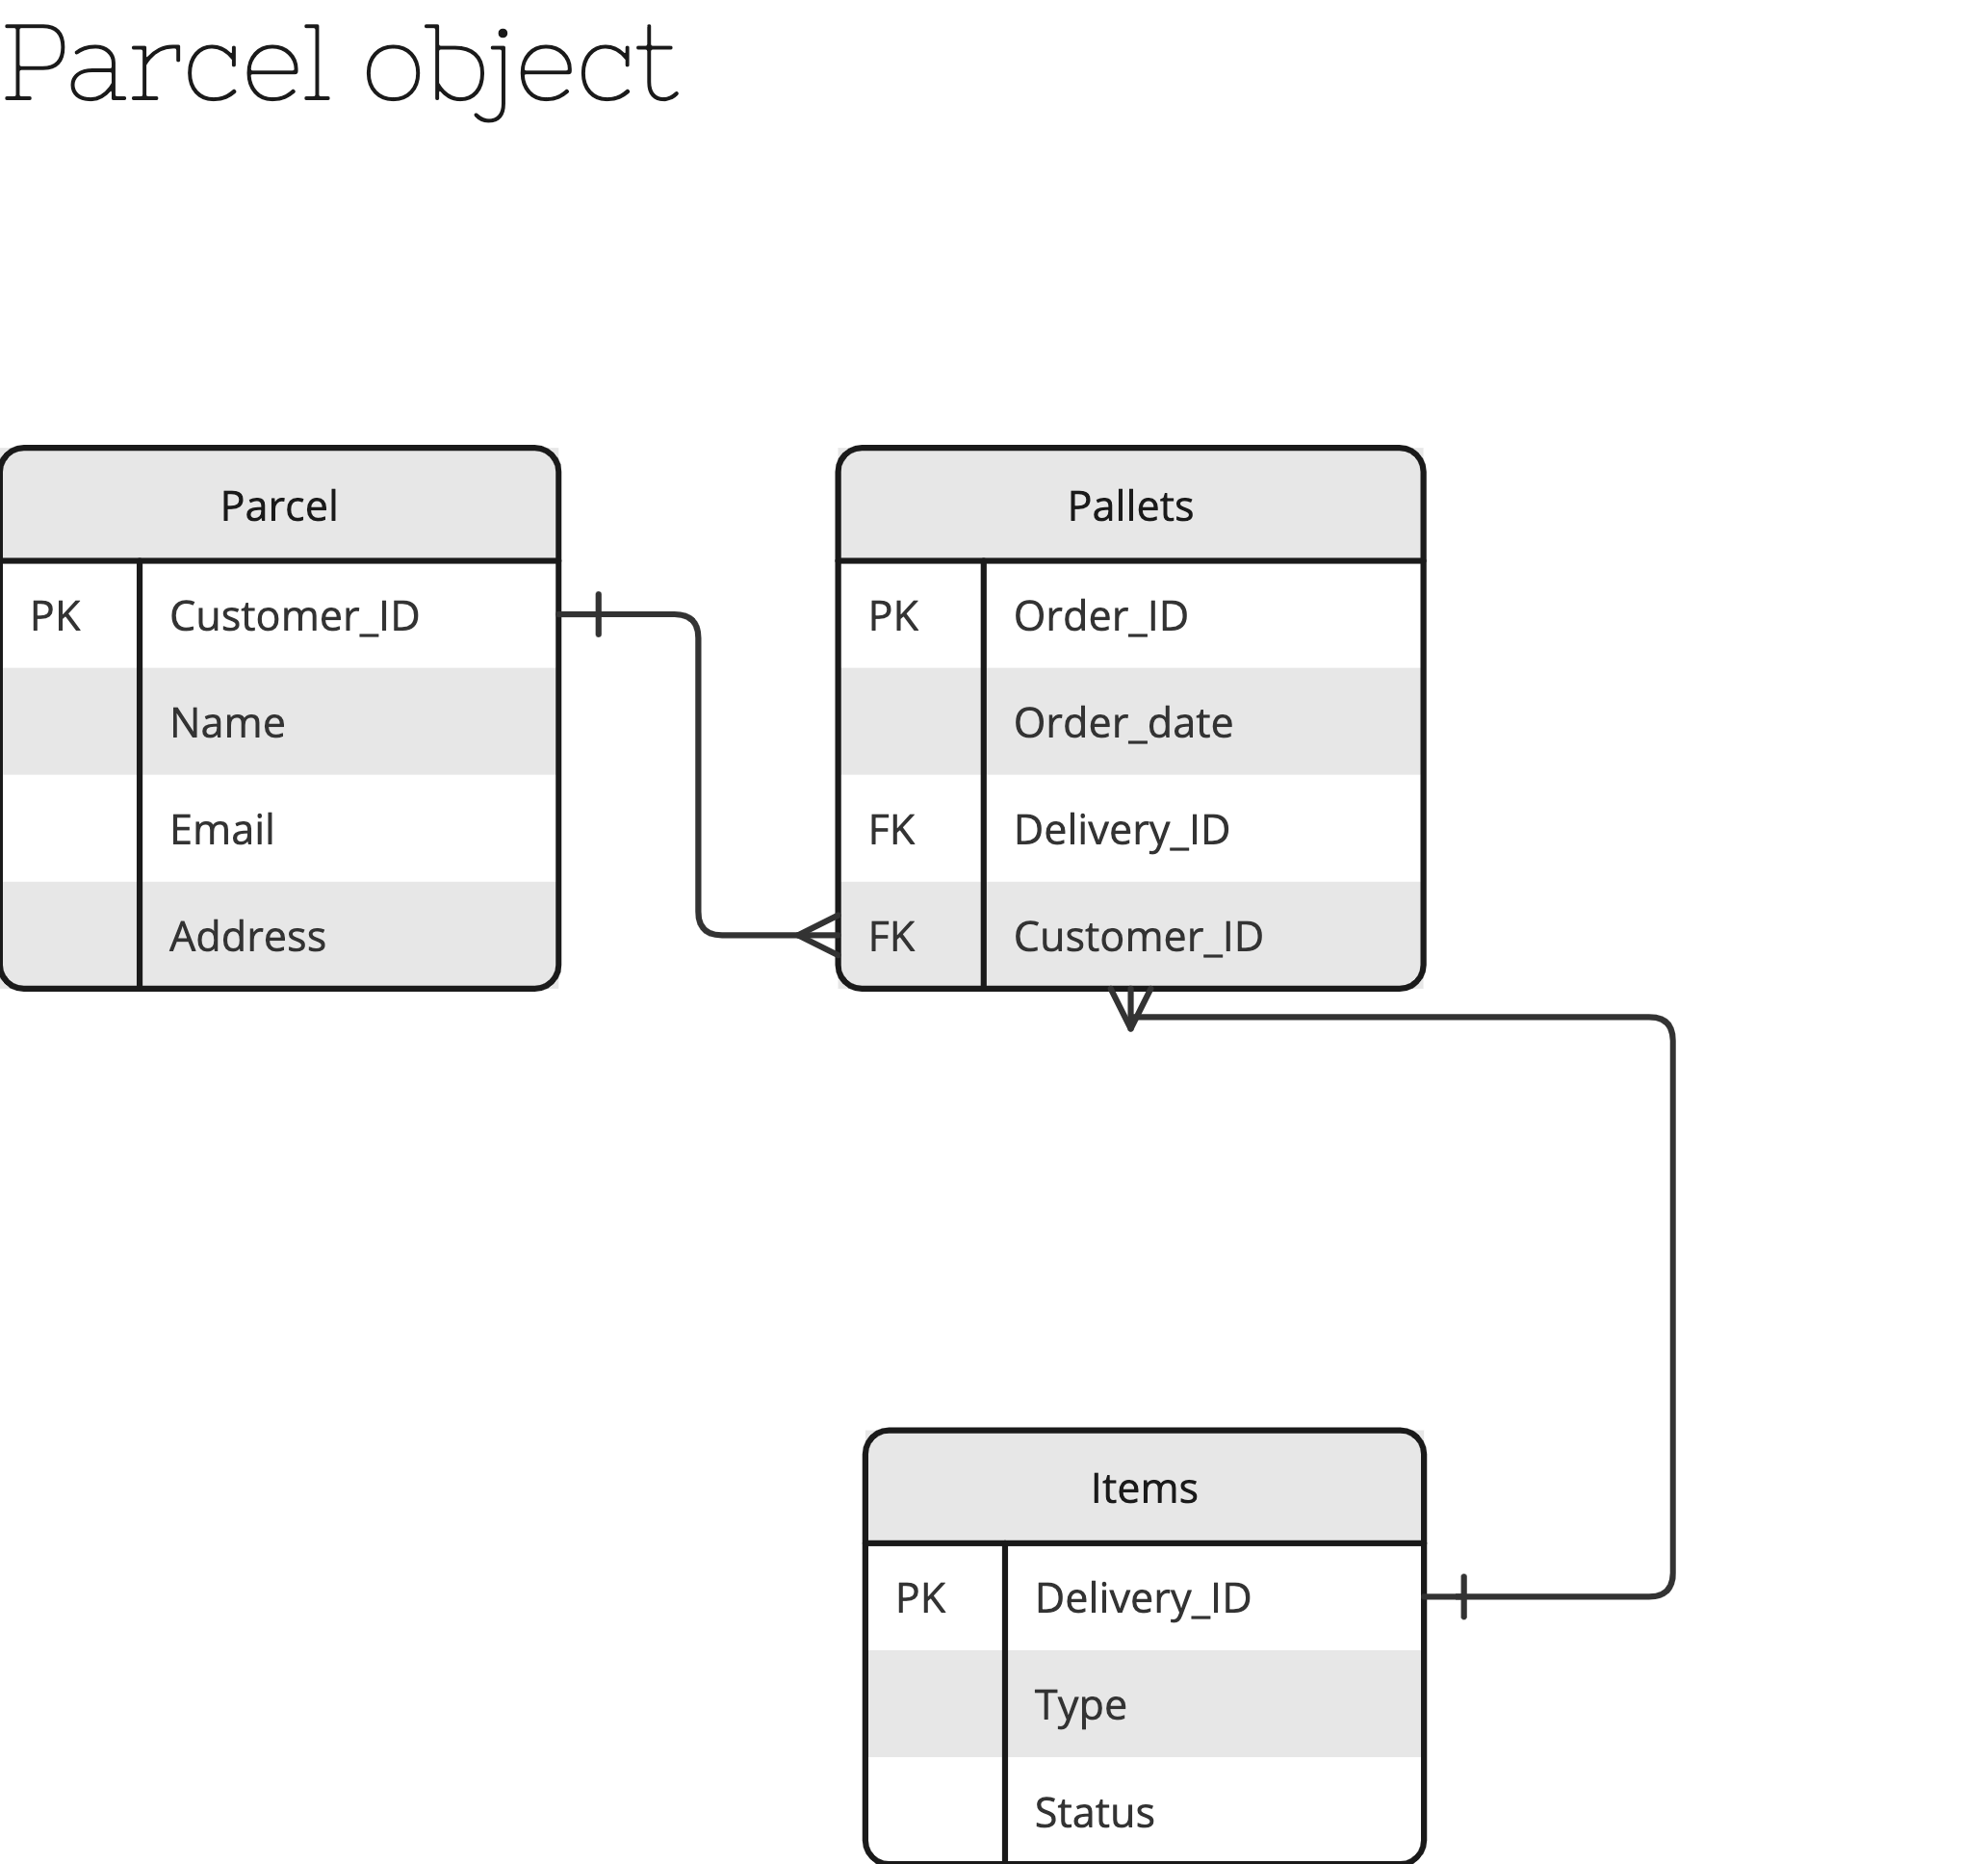 Parcel object
Parcel
PK Customer_ID
Name
Email
Address
Pallets
PK Order_ID
Order_date
FK Delivery_ID
FK Customer_ID
Items
PK Delivery_ID
Type
Status